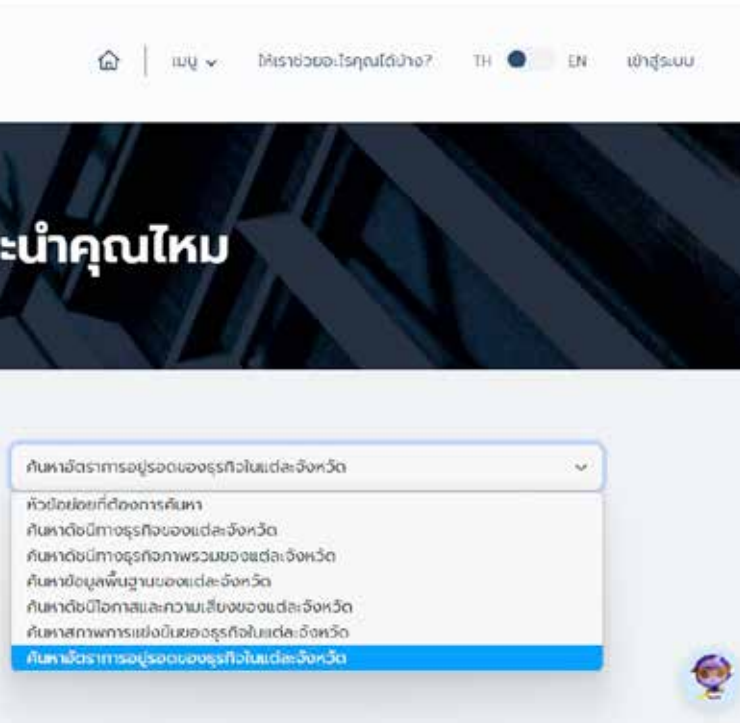 เมนู ให้เราช่วยอะไรคุณได้บ้าง? TH EN เข้าสู่ระบบ
ะนำคุณไหม
ค้นหาอัตราการอยู่รอดของธุรกิจในแต่ละจังหวัด
หัวข้อย่อยที่ต้องการค้นหา
ค้นหาดัชนีทางธุรกิจของแต่ละจังหวัด
ค้นหาดัชนีทางธุรกิจภาพรวมของแต่ละจังหวัด
ค้นหาข้อมูลพื้นฐานของแต่ละจังหวัด
ค้นหาดัชนีโอกาสและความเสี่ยงของแต่ละจังหวัด
ค้นหาสภาพการแข่งขันของธุรกิจในแต่ละจังหวัด
ค้นหาอัตราการอยู่รอดของธุรกิจในแต่ละจังหวัด